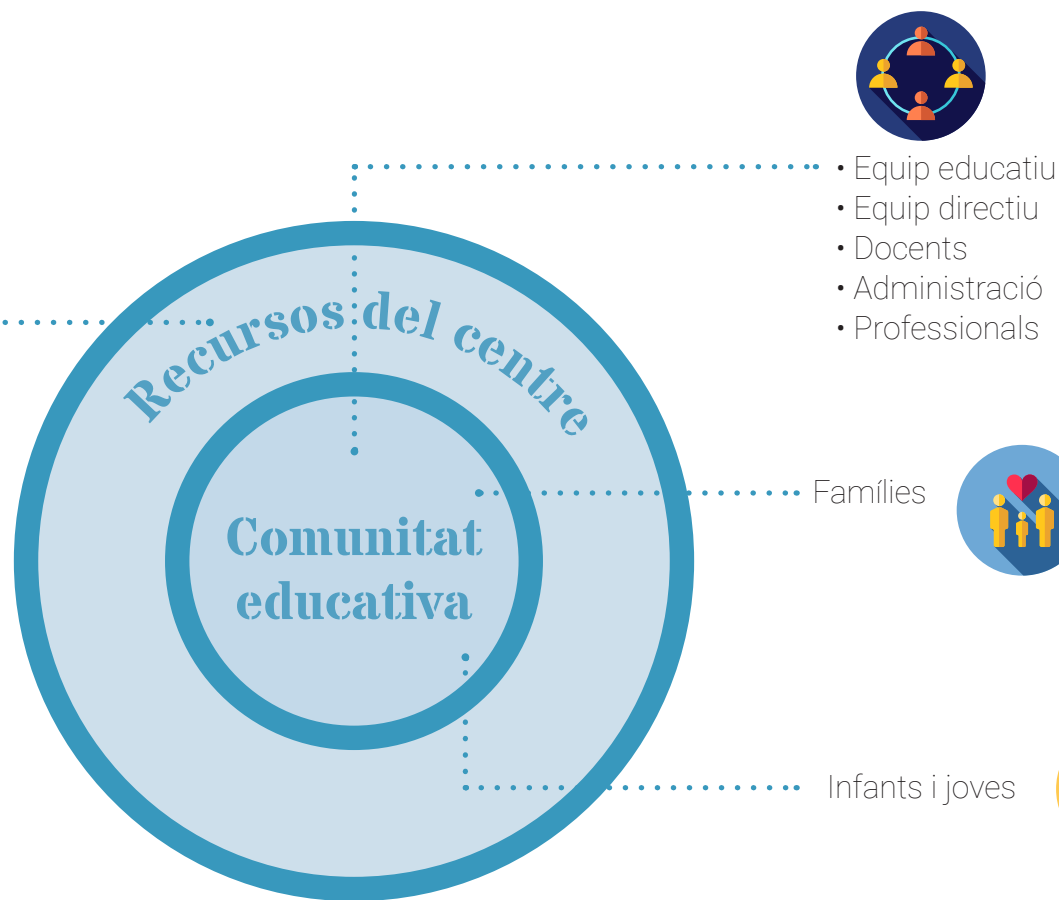 • Equip educatiu
• Equip directiu
• Docents
• Administració
• Professionals
Recursos del centre
Famílies
Comunitat
educativa
Infants i joves